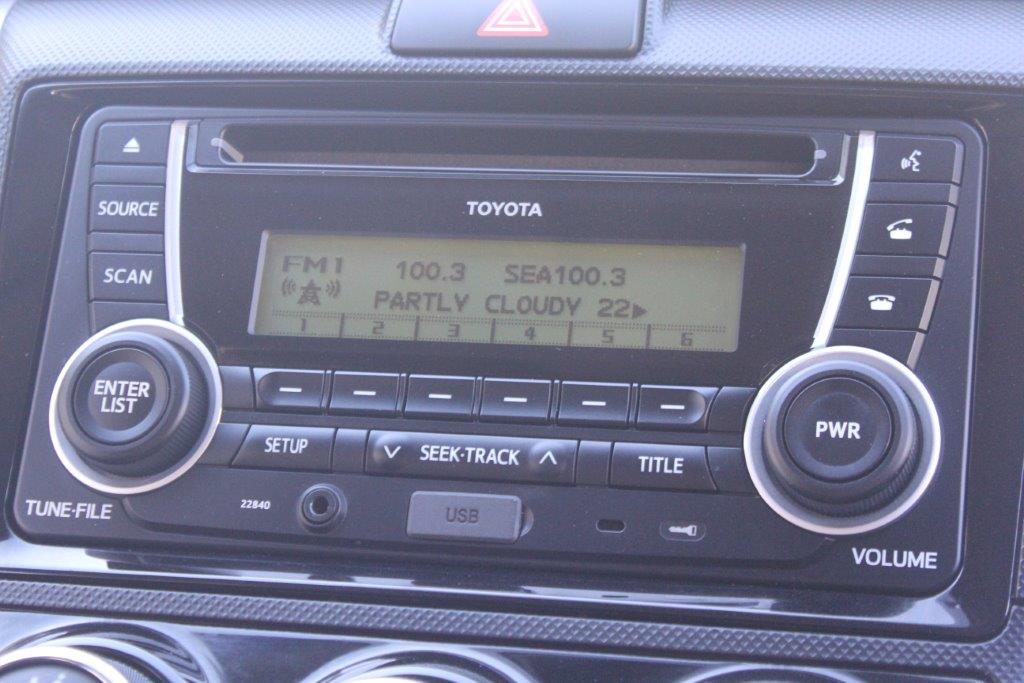 SOURCE
SCAN
TOYOTA
FM1 100.3 SEA100.3
PARTLY CLOUDY 22▶
1 2 3 4 5 6
ENTER
LIST
PWR
SETUP
SEEK·TRACK
TITLE
TUNE·FILE
22840
USB
VOLUME